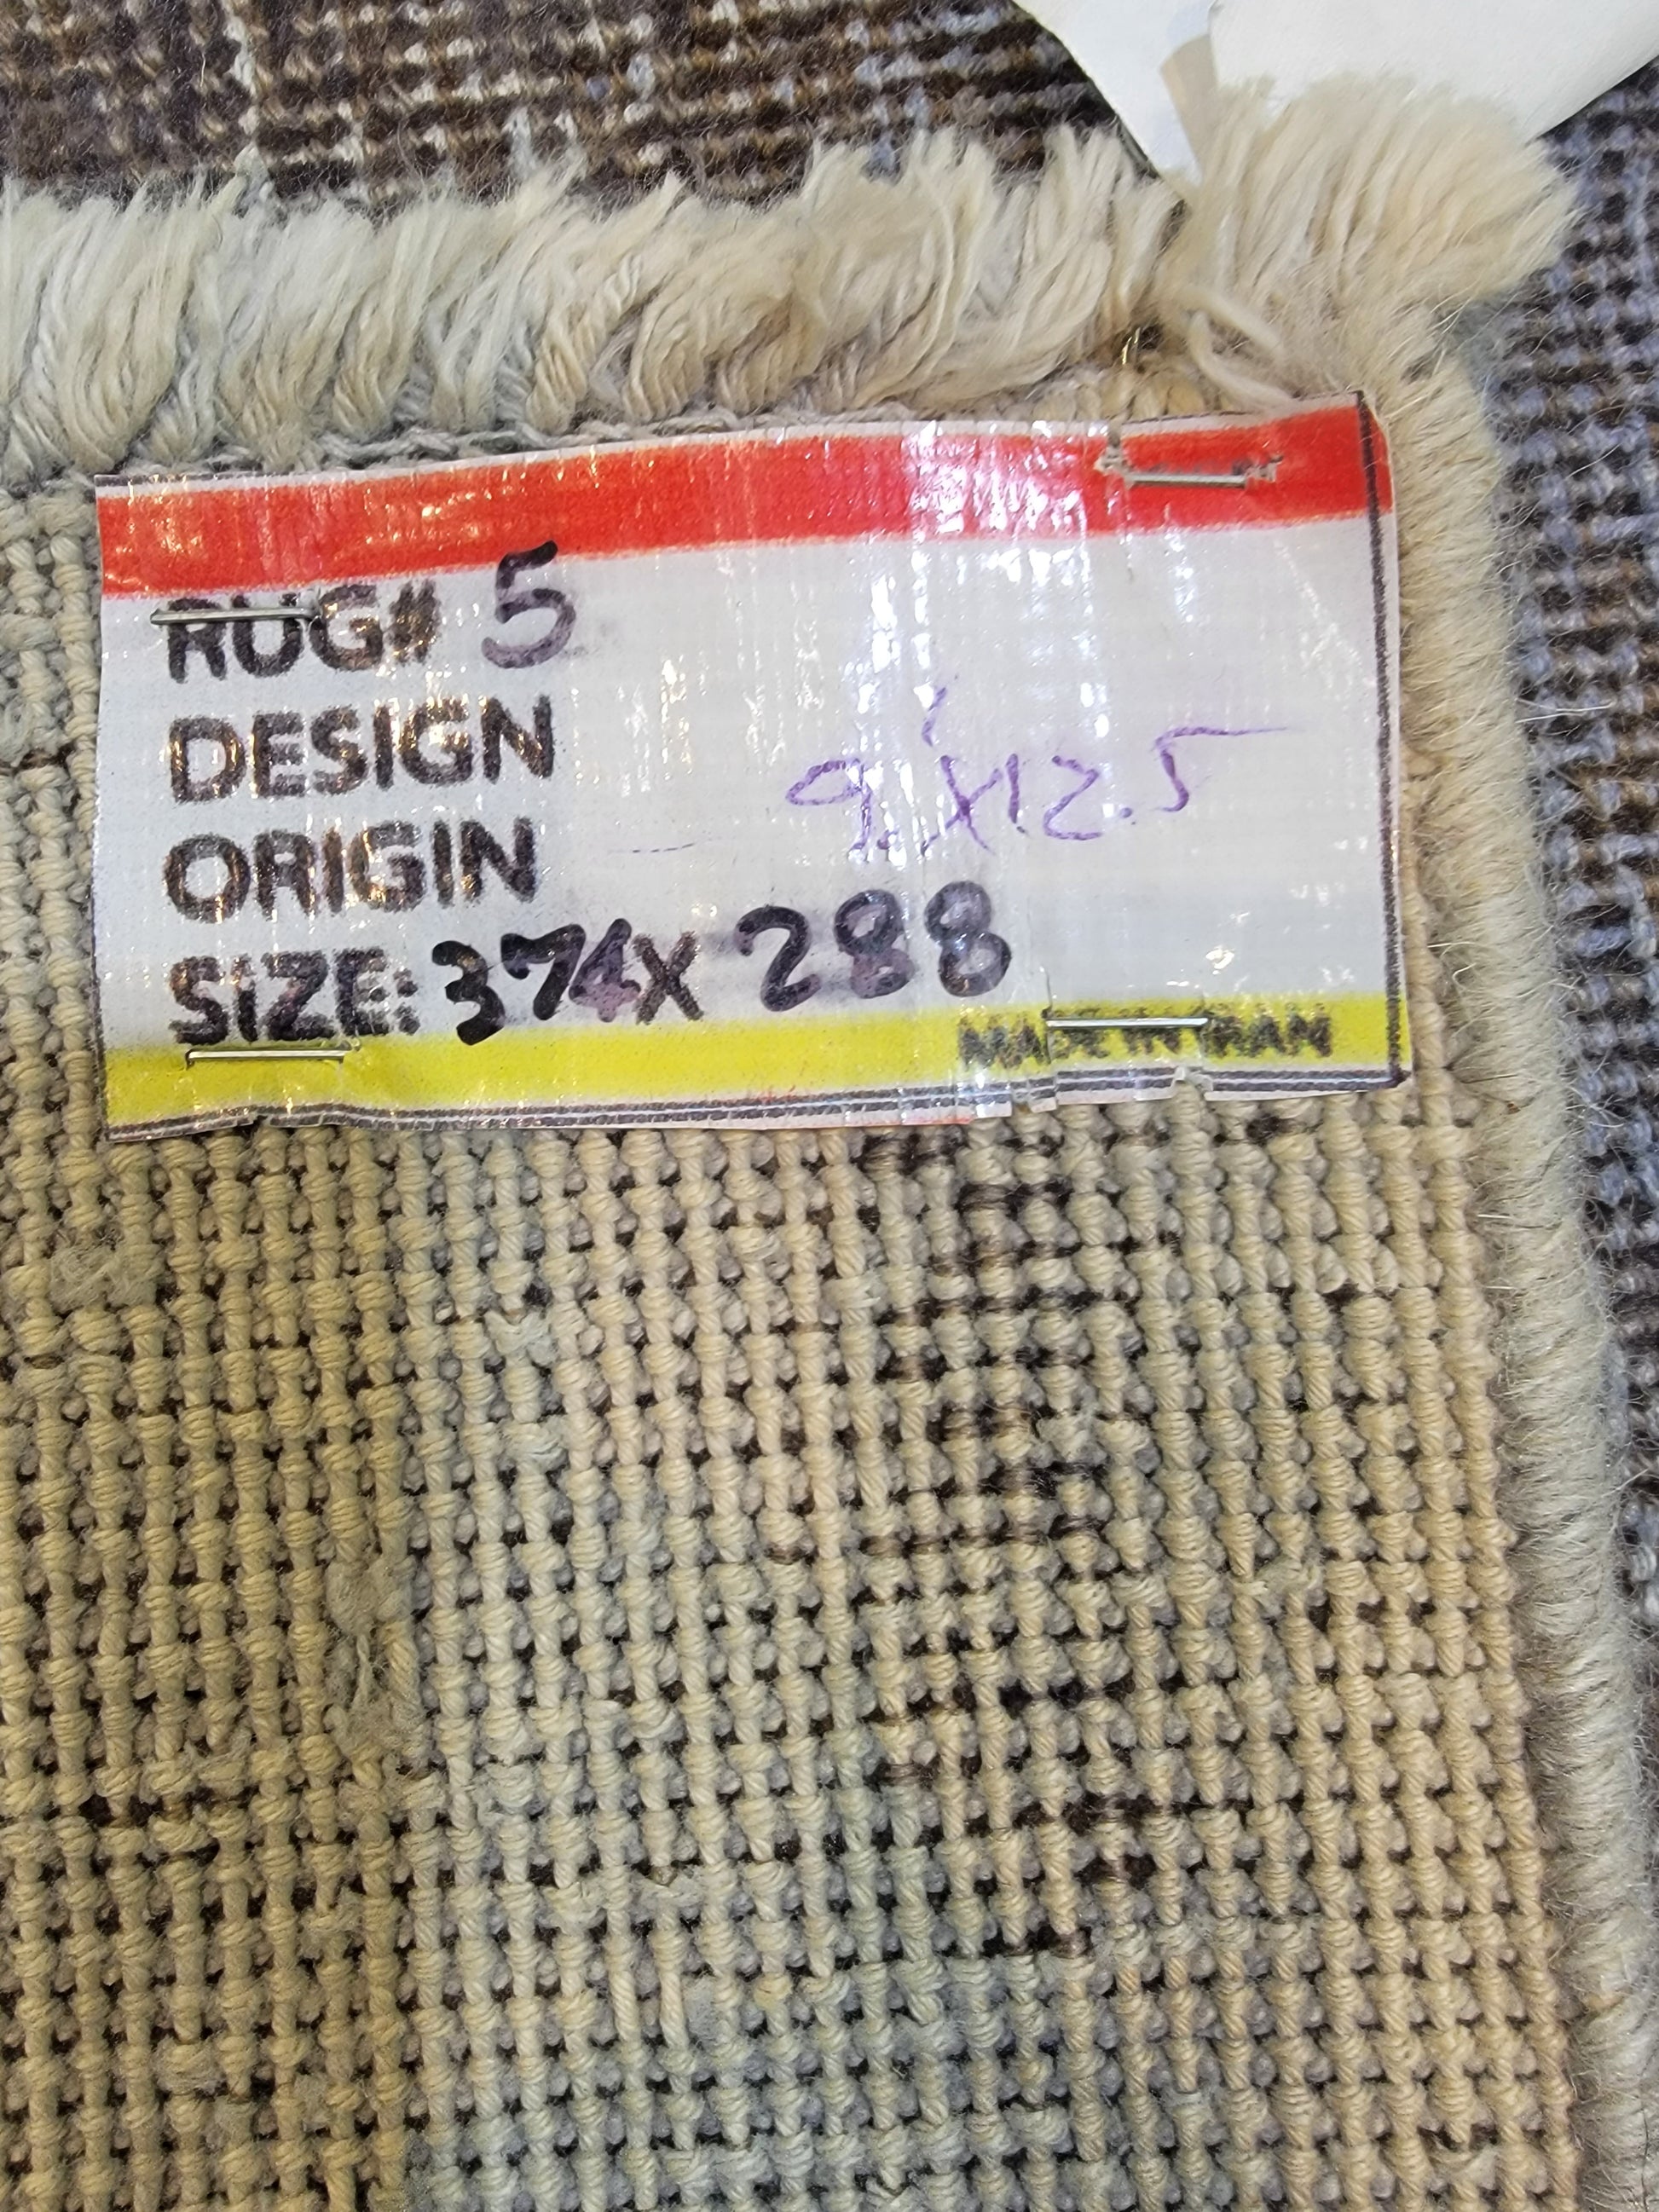 RUG# 5
DESIGN
9.'X12.5
ORIGIN
SIZE: 374X 288
MADE IN IRAN